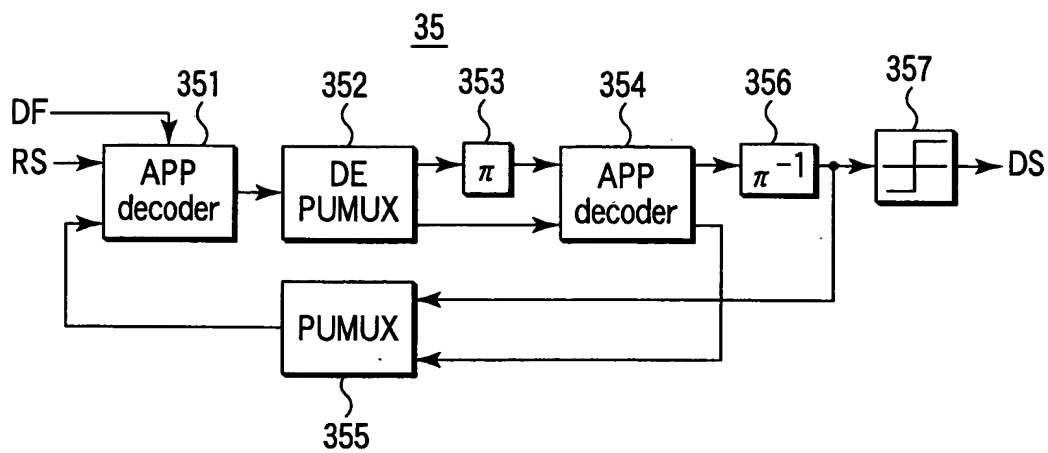 35
351
352
353
354
356
357
DF
RS
APP
decoder
DE
PUMUX
π
APP
decoder
π⁻¹
DS
PUMUX
355